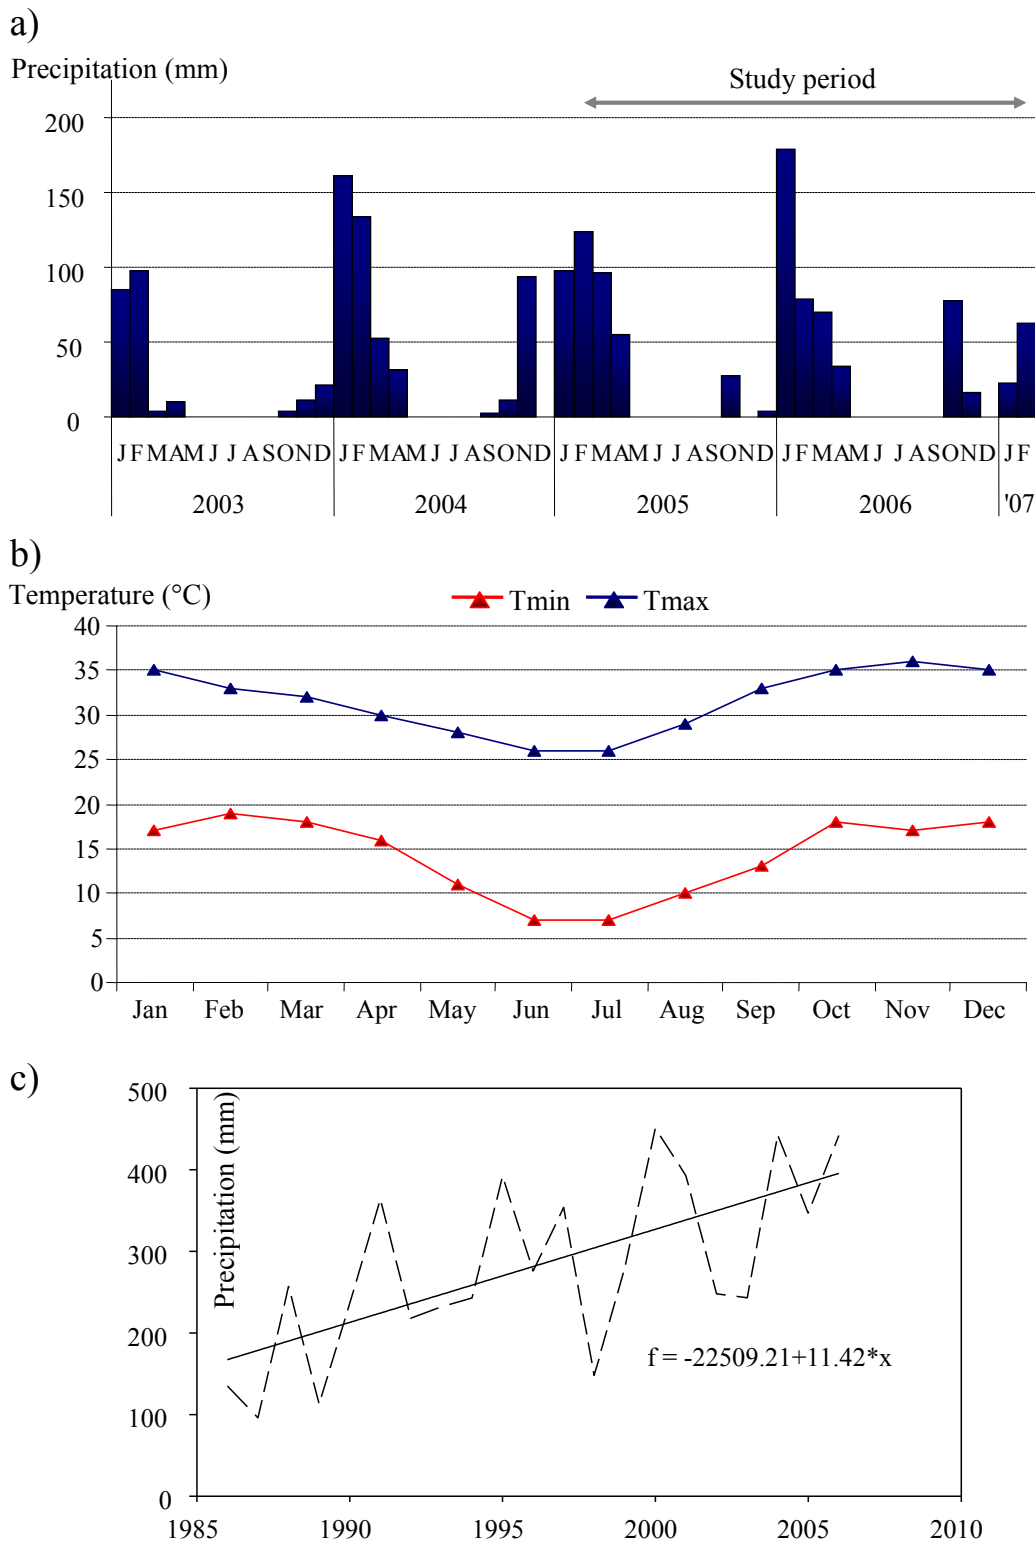 a)
Precipitation (mm)
Study period
200
150
100
50
0
J F M A M J J A S O N D J F M A M J J A S O N D J F M A M J J A S O N D J F M A M J J A S O N D J F
2003 2004 2005 2006 '07
b)
Temperature (°C)
Tmin Tmax
40
35
30
25
20
15
10
5
0
Jan Feb Mar Apr May Jun Jul Aug Sep Oct Nov Dec
c)
Precipitation (mm)
500
400
300
200
100
0
f = -22509.21+11.42*x
1985 1990 1995 2000 2005 2010